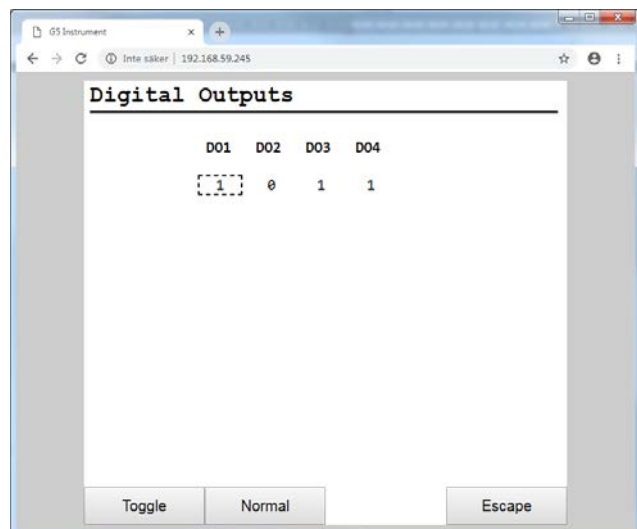 G5 Instrument
Inte säker | 192.168.59.245
Digital Outputs
DO1 DO2 DO3 DO4
1 0 1 1
Toggle Normal Escape